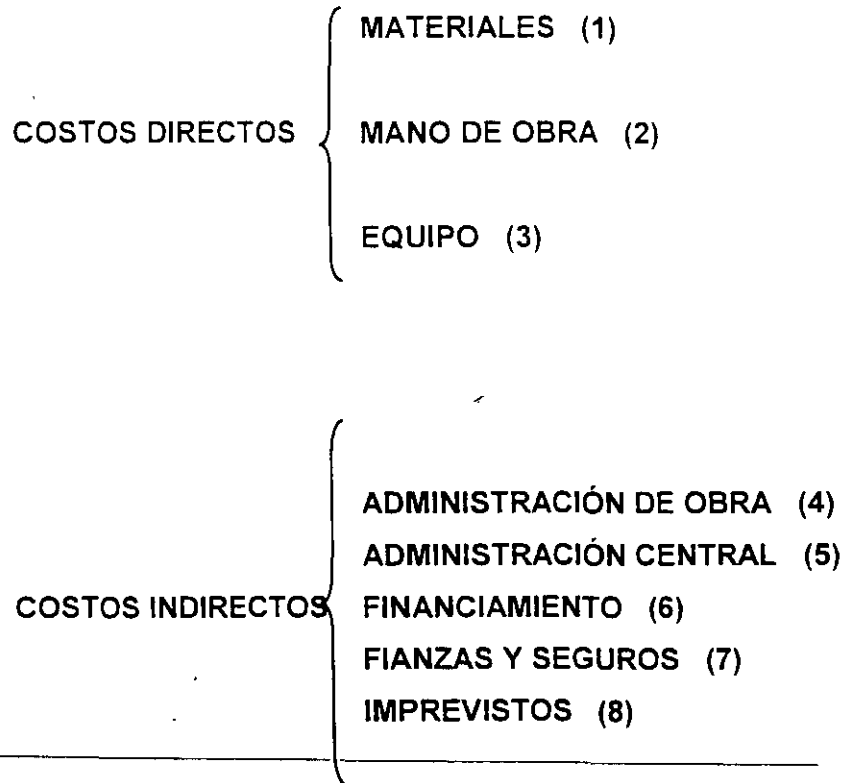 MATERIALES (1)
COSTOS DIRECTOS
MANO DE OBRA (2)
EQUIPO (3)
ADMINISTRACIÓN DE OBRA (4)
ADMINISTRACIÓN CENTRAL (5)
COSTOS INDIRECTOS
FINANCIAMIENTO (6)
FIANZAS Y SEGUROS (7)
IMPREVISTOS (8)